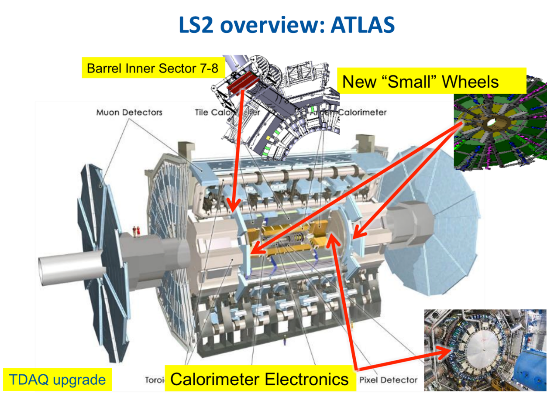 LS2 overview: ATLAS
Barrel Inner Sector 7-8
New “Small” Wheels
Muon Detectors
Tile
Calorimeter
TDAQ upgrade
Calorimeter Electronics
Pixel Detector